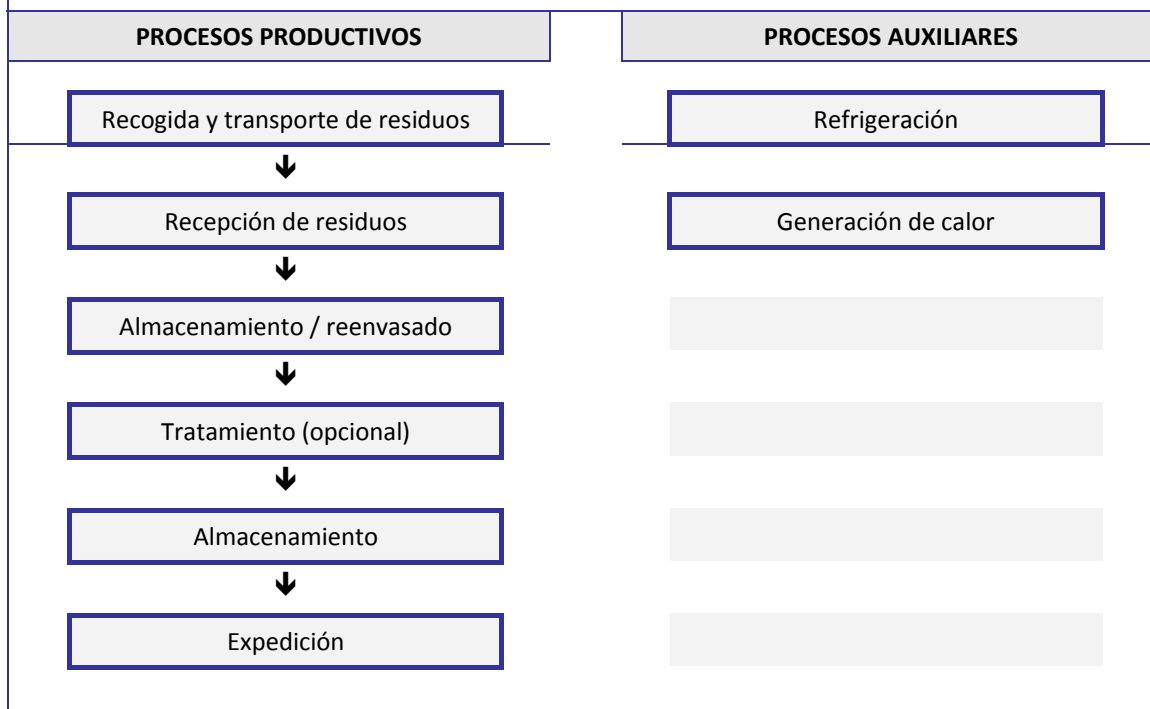 PROCESOS PRODUCTIVOS
PROCESOS AUXILIARES
Recogida y transporte de residuos
Refrigeración
Recepción de residuos
Generación de calor
Almacenamiento / reenvasado
Tratamiento (opcional)
Almacenamiento
Expedición